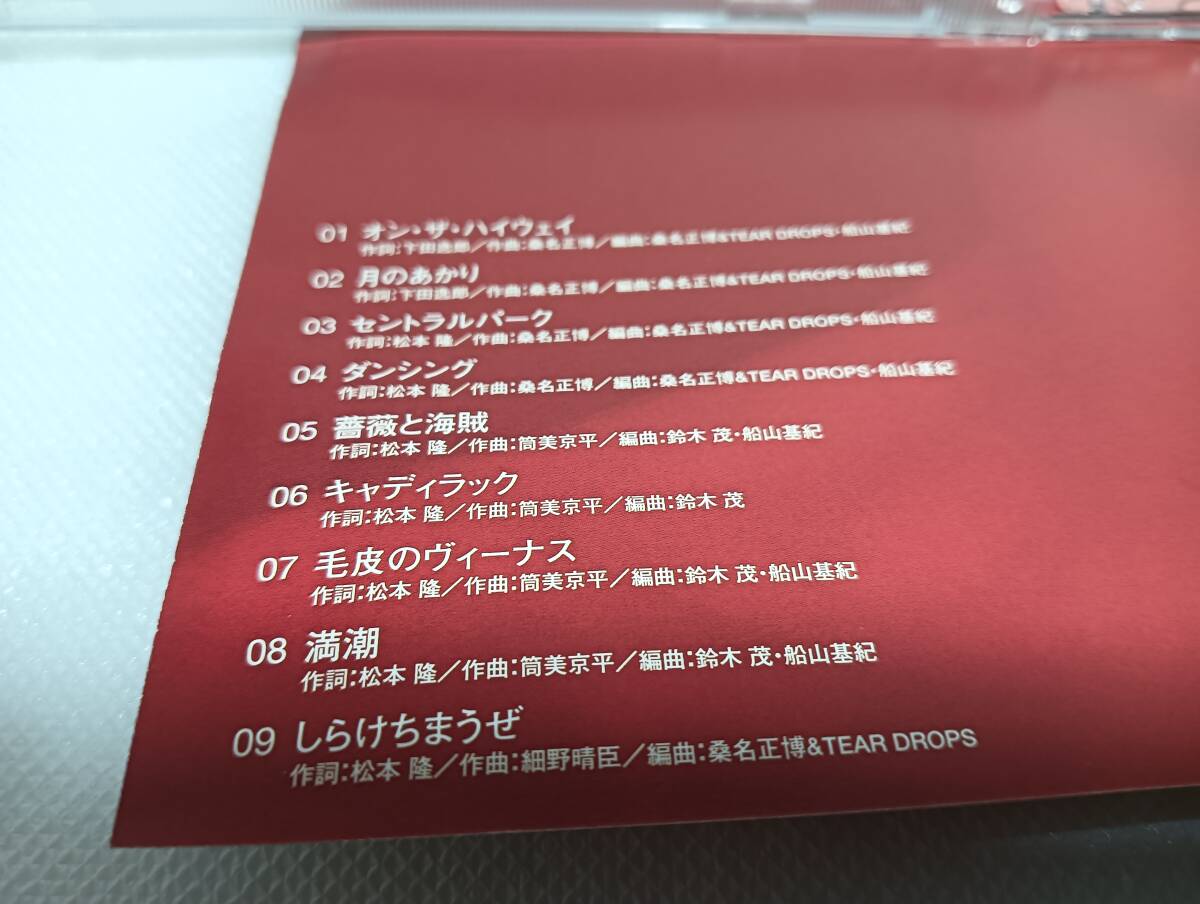 01 オン・ザ・ハイウェイ
作詞:下田逸郎／作曲:桑名正博／編曲:桑名正博&TEAR DROPS・船山基紀
02 月のあかり
作詞:下田逸郎／作曲:桑名正博／編曲:桑名正博&TEAR DROPS・船山基紀
03 セントラルパーク
作詞:松本 隆／作曲:桑名正博／編曲:桑名正博&TEAR DROPS・船山基紀
04 ダンシング
作詞:松本 隆／作曲:桑名正博／編曲:桑名正博&TEAR DROPS・船山基紀
05 薔薇と海賊
作詞:松本 隆／作曲:筒美京平／編曲:鈴木 茂・船山基紀
06 キャディラック
作詞:松本 隆／作曲:筒美京平／編曲:鈴木 茂
07 毛皮のヴィーナス
作詞:松本 隆／作曲:筒美京平／編曲:鈴木 茂・船山基紀
08 満潮
作詞:松本 隆／作曲:筒美京平／編曲:鈴木 茂・船山基紀
09 しらけちまうぜ
作詞:松本 隆／作曲:細野晴臣／編曲:桑名正博&TEAR DROPS